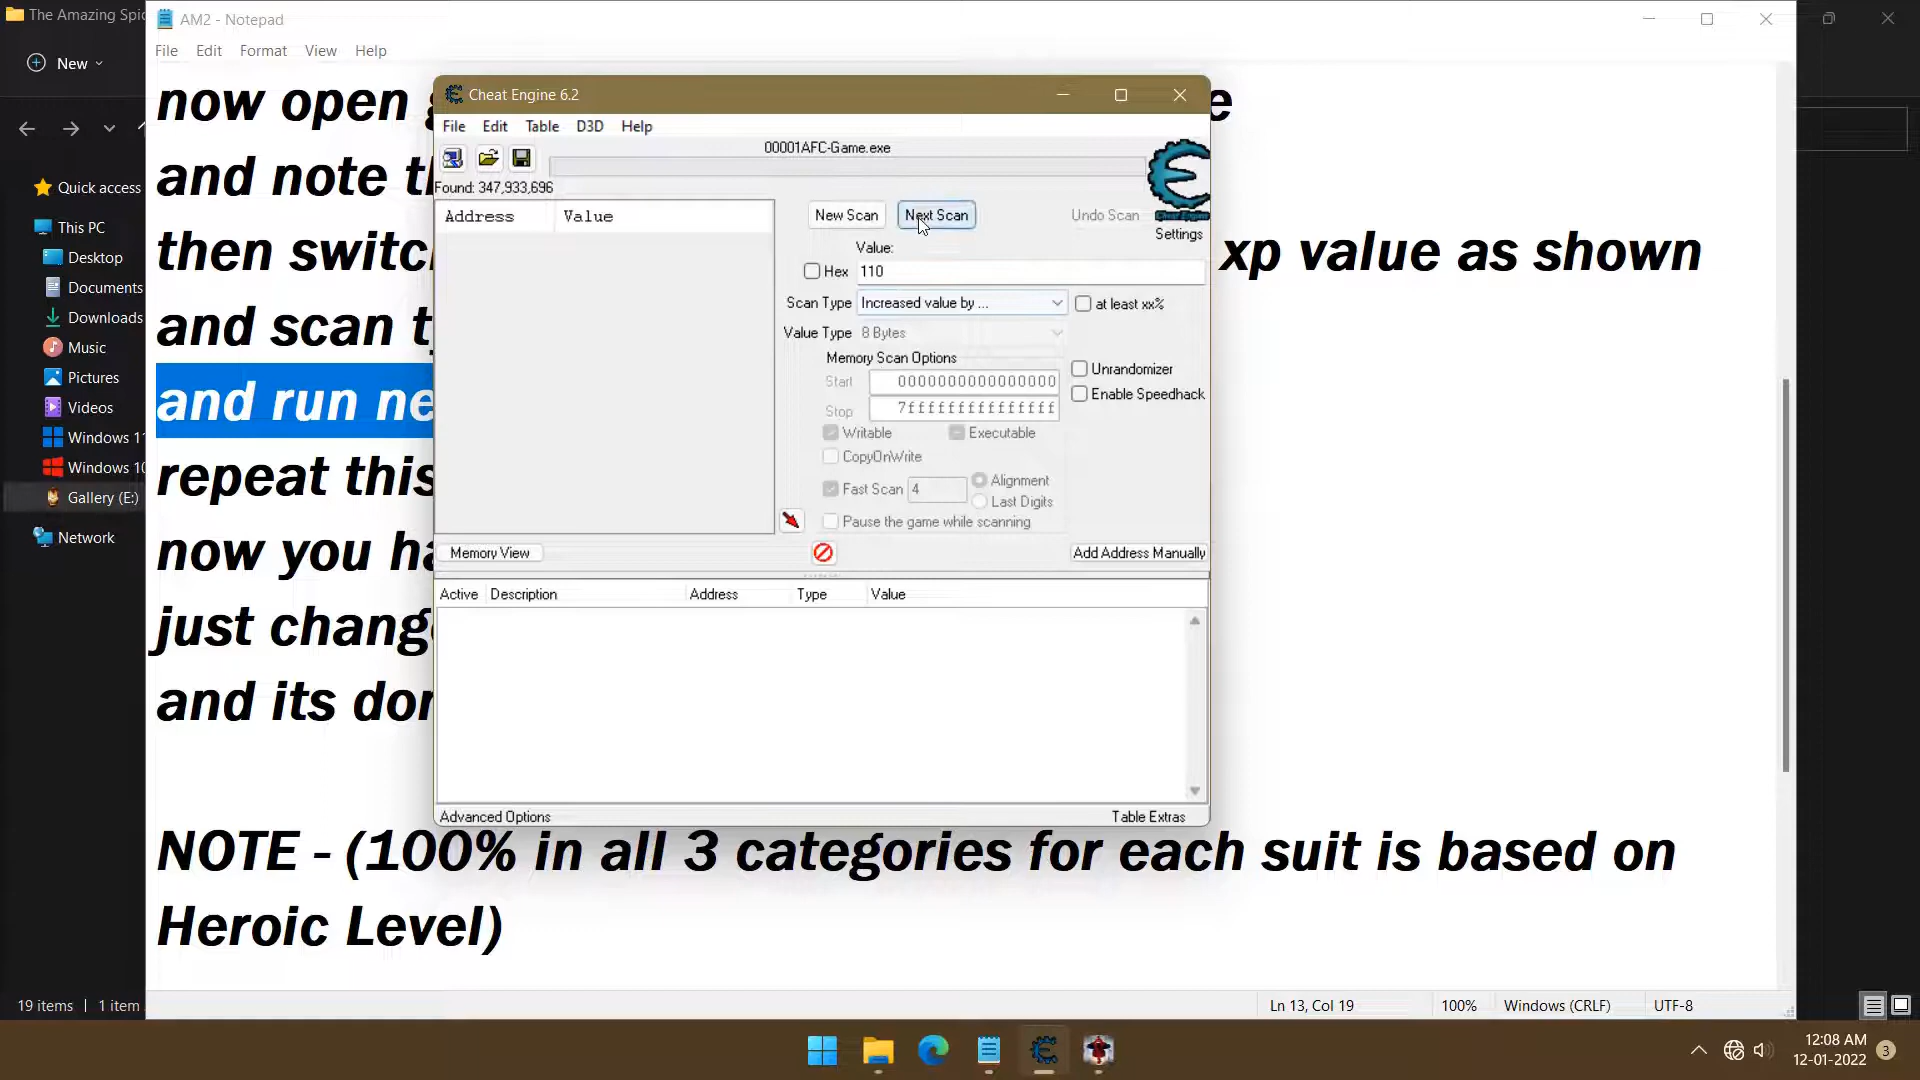 The Amazing Spi
AM2 - Notepad
File Edit Format View Help
New
now open
e
and note t
then switc
xp value as shown
and scan t
and run ne
repeat this
now you ha
just chang
and its don
NOTE - (100% in all 3 categories for each suit is based on
Heroic Level)
Quick access
This PC
Desktop
Documents
Downloads
Music
Pictures
Videos
Windows 11
Windows 10
Gallery (E:)
Network
Cheat Engine 6.2
File Edit Table D3D Help
00001AFC-Game.exe
Found: 347,933,696
Address Value
New Scan Next Scan Undo Scan
Cheat Engine
Settings
Value:
Hex 110
Scan Type Increased value by ... at least xx%
Value Type 8 Bytes
Memory Scan Options
Start 0000000000000000
Stop 7fffffffffffffff
Unrandomizer
Enable Speedhack
Writable Executable
CopyOnWrite
Fast Scan 4 Alignment
Last Digits
Pause the game while scanning
Memory View Add Address Manually
Active Description Address Type Value
Advanced Options Table Extras
19 items 1 item
Ln 13, Col 19 100% Windows (CRLF) UTF-8
12:08 AM
12-01-2022
3